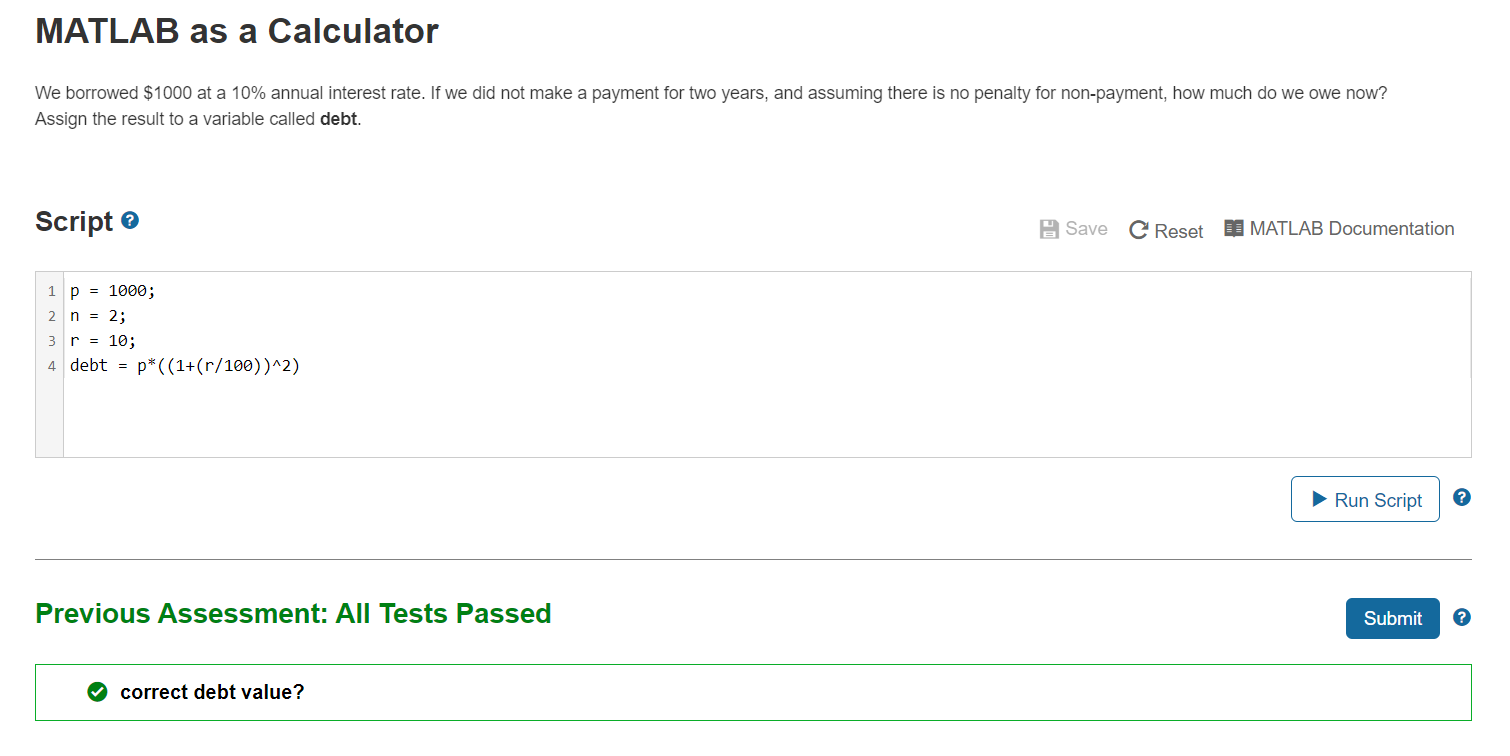 MATLAB as a Calculator
We borrowed $1000 at a 10% annual interest rate. If we did not make a payment for two years, and assuming there is no penalty for non-payment, how much do we owe now?
Assign the result to a variable called debt.
Script ?
Save Reset MATLAB Documentation
1 p = 1000;
2 n = 2;
3 r = 10;
4 debt = p*((1+(r/100))^2)
Run Script ?
Previous Assessment: All Tests Passed
Submit ?
correct debt value?